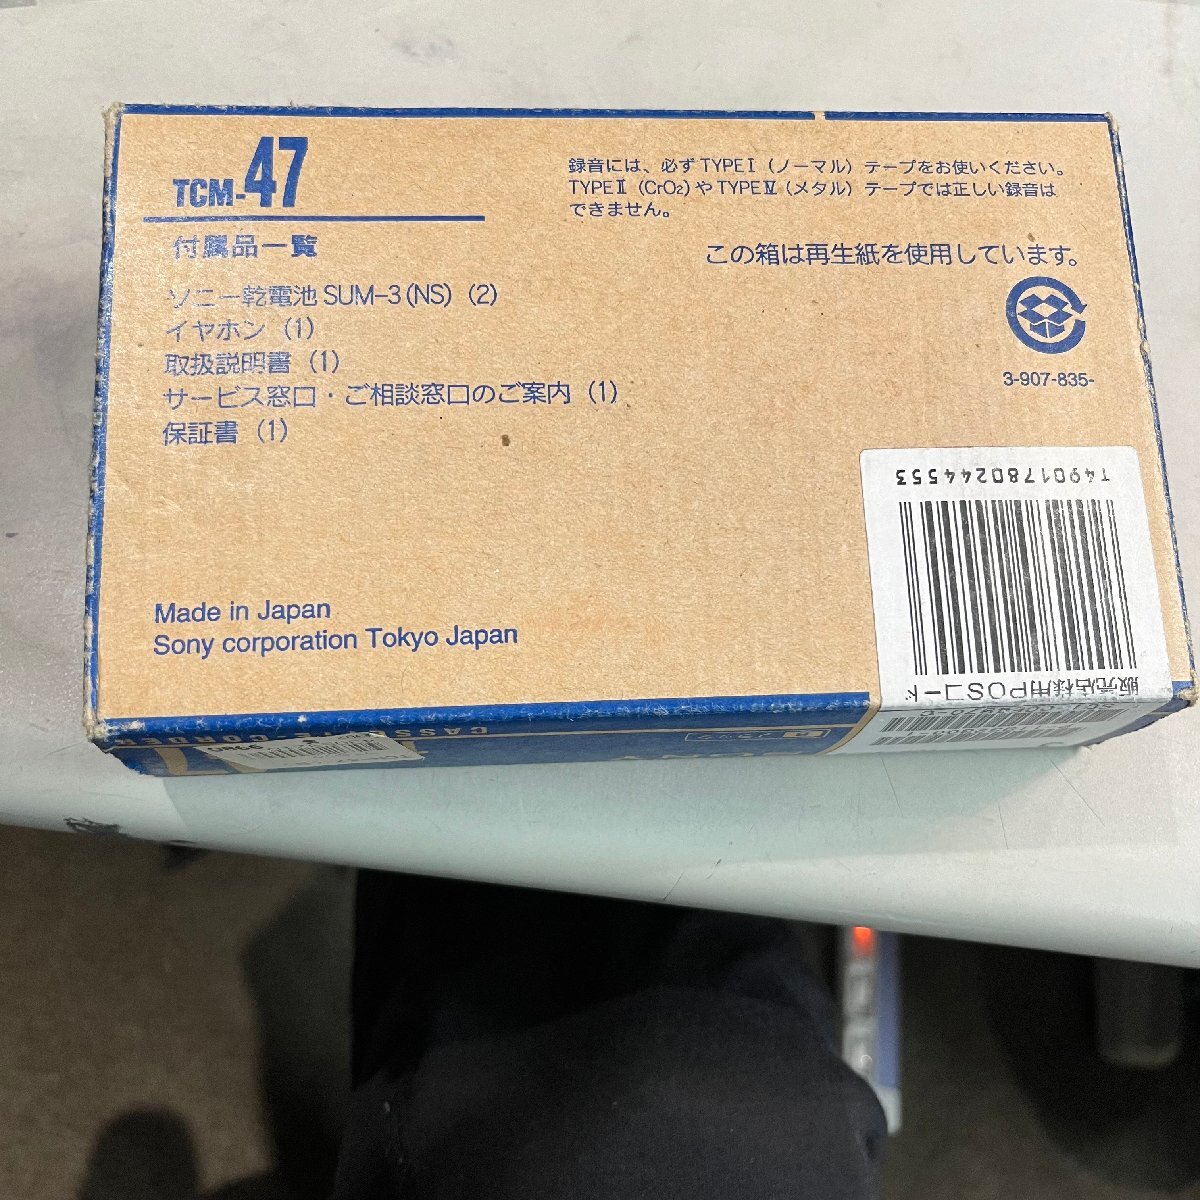 TCM-47
付属品一覧
ソニー乾電池 SUM-3(NS) (2)
イヤホン (1)
取扱説明書 (1)
サービス窓口・ご相談窓口のご案内 (1)
保証書 (1)
Made in Japan
Sony corporation Tokyo Japan
録音には、必ずTYPEⅠ(ノーマル)テープをお使いください。
TYPEⅡ(CrO₂)やTYPEⅣ(メタル)テープでは正しい録音は
できません。
この箱は再生紙を使用しています。
3-907-835-
T4901780244553
販売店様用POSコード